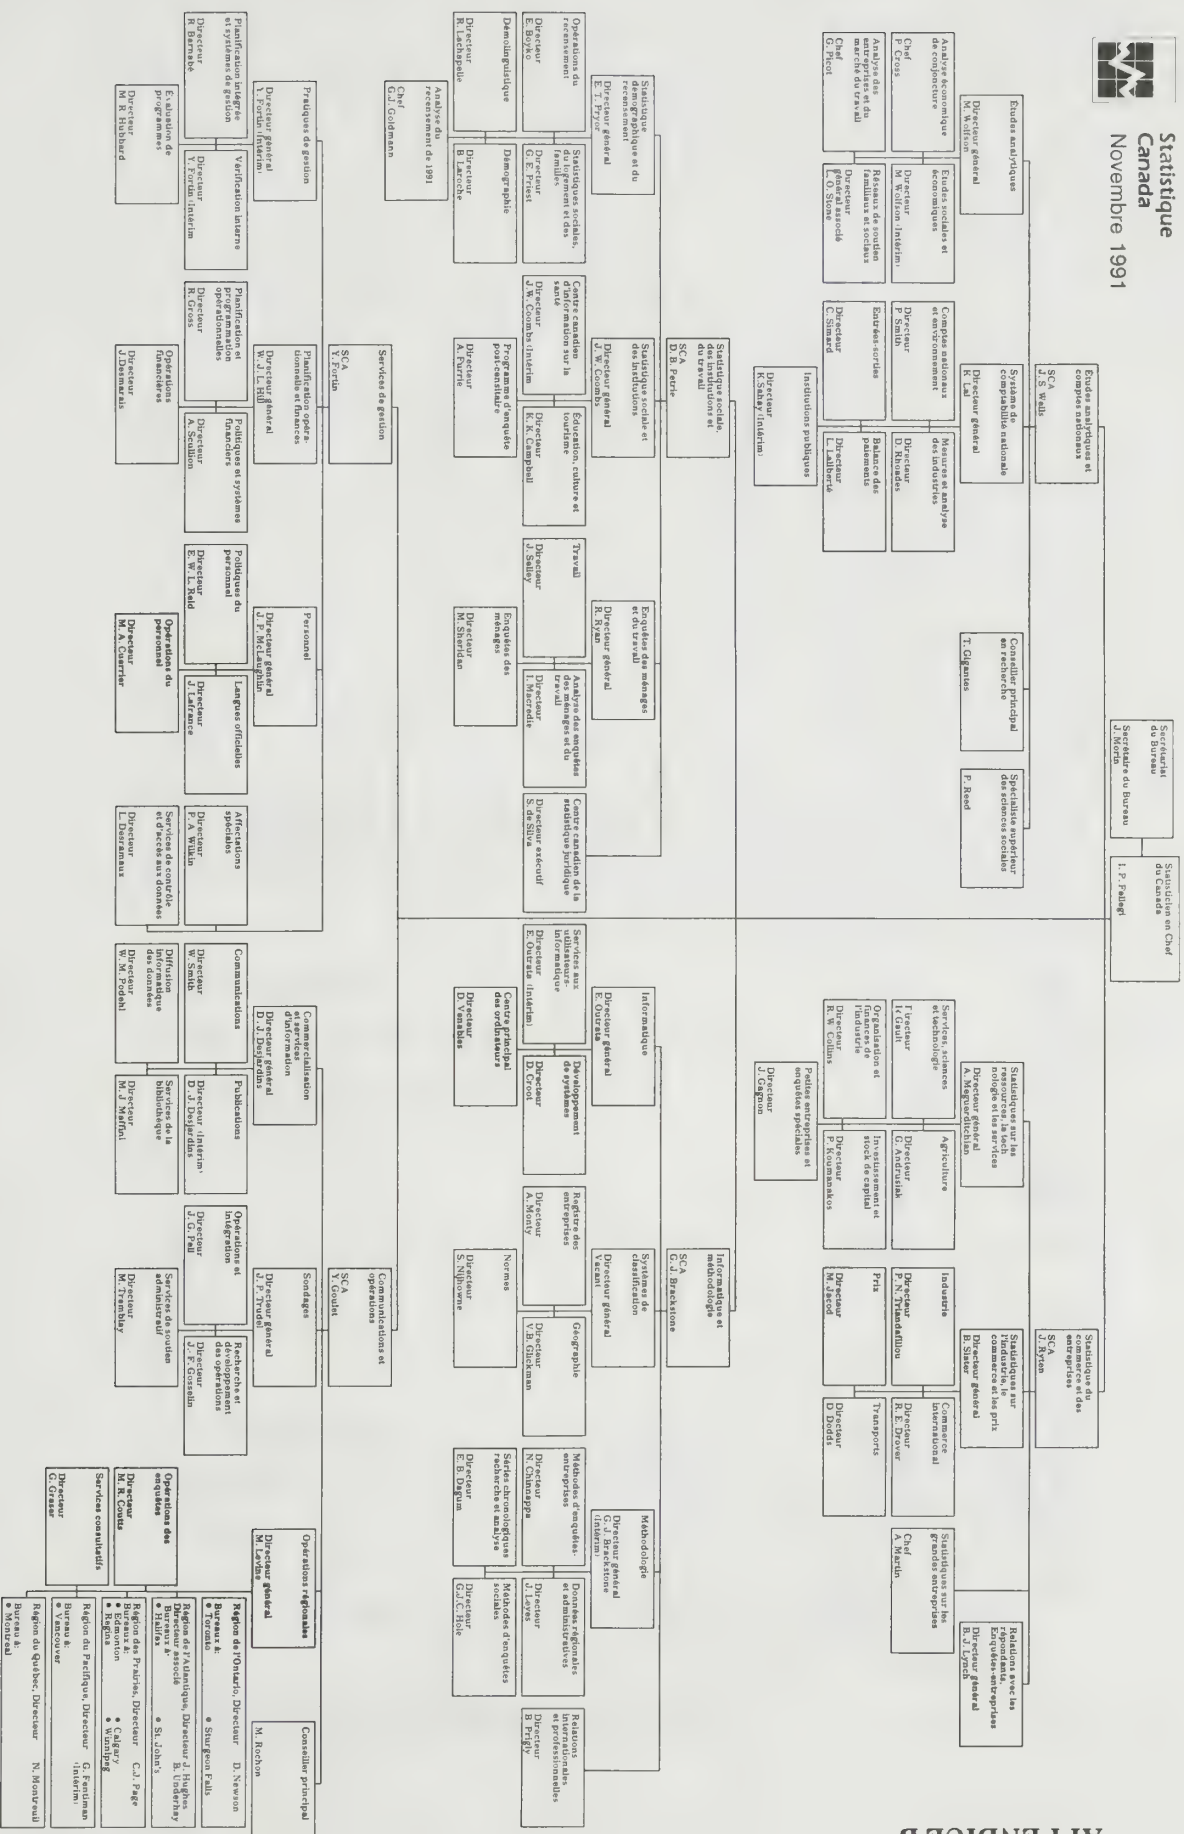 APPENDICE B
Statistique
Canada
Novembre 1991
Secrétariat
du Bureau
Secrétaire du Bureau
J. Morin
Statisticien en Chef
du Canada
I. P. Fellegi
Études analytiques et
comptes nationaux
SCA
J. S. Wells
Études analytiques
Directeur général
M. Wolfson
Analyse économique
de conjoncture
Chef
P. Cross
Études sociales et
économiques
Directeur
M. Wolfson (Intérim)
Analyse des
entreprises et du
marché du travail
Chef
G. Picot
Réseaux de soutien
familiaux et sociaux
Directeur
général associé
L. O. Stone
Système de
comptabilité nationale
Directeur général
K. Lal
Comptes nationaux
et environnement
Directeur
P. Smith
Mesures et analyse
des industries
Directeur
D. Rhoades
Entrées-sorties
Directeur
C. Simard
Balance des
paiements
Directeur
L. Laliberté
Institutions publiques
Directeur
K. Sahay (Intérim)
Conseiller principal
en recherche
T. Gigantes
Spécialiste supérieur
des sciences sociales
P. Reed
Statistique du
commerce et des
entreprises
SCA
J. Ryten
Statistiques sur les
ressources, la tech
nologie et les services
Directeur général
A. Meguerditchian
Services, sciences
et technologie
Directeur
Gault
Agriculture
Directeur
G. Andrusiak
Organisation et
finances de
l'industrie
Directeur
R. W. Collins
Investissement et
stock de capital
Directeur
P. Koumanakos
Petites entreprises et
enquêtes spéciales
Directeur
J. Gagnon
Statistiques sur
l'industrie, le
commerce et les prix
Directeur général
B. Slater
Industrie
Directeur
P. N. Triandafillou
Commerce
international
Directeur
R. E. Drover
Prix
Directeur
M. Jacod
Transports
Directeur
D. Dodds
Statistiques sur les
grandes entreprises
Chef
A. Martin
Relations avec les
répondants,
Enquêtes-entreprises
Directeur général
B. J. Lynch
Statistique sociale,
des institutions et
du travail
SCA
D. B. Petrie
Statistique
démographique et du
recensement
Directeur général
E. T. Pryor
Opérations du
recensement
Directeur
E. Boyko
Statistiques sociales,
du logement et des
familles
Directeur
G. E. Priest
Démolinguistique
Directeur
R. Lachapelle
Démographie
Directeur
B. Laroche
Analyse du
recensement de 1991
Chef
G. J. Goldmann
Statistique sociale et
des institutions
Directeur général
J. W. Coombs
Centre canadien
d'information sur la
santé
Directeur
J.W. Coombs (Intérim)
Éducation, culture et
tourisme
Directeur
K. K. Campbell
Programme d'enquête
post-censitaire
Directeur
A. Furrie
Enquêtes des ménages
et du travail
Directeur général
R. Ryan
Travail
Directeur
J. Selley
Analyse des enquêtes
des ménages et du
travail
Directeur
I. Macredie
Enquêtes des
ménages
Directeur
M. Sheridan
Centre canadien de la
statistique juridique
Directeur exécutif
S. de Silva
Informatique et
méthodologie
SCA
G. J. Brackstone
Informatique
Directeur général
E. Outrata
Services aux
utilisateurs-
informatique
Directeur
E. Outrata (Intérim)
Développement
de systèmes
Directeur
D. Croot
Centre principal
des ordinateurs
Directeur
D. Venables
Systèmes de
classification
Directeur général
Vacant
Registre des
entreprises
Directeur
A. Monty
Géographie
Directeur
V.B. Glickman
Normes
Directeur
S. Nijhowne
Méthodologie
Directeur général
G. J. Brackstone
(Intérim)
Méthodes d'enquêtes-
entreprises
Directeur
N. Chinnappa
Données régionales
et administratives
Directeur
J. Leyes
Séries chronologiques
recherche et analyse
Directeur
E. B. Dagum
Méthodes d'enquêtes
sociales
Directeur
G.J.C. Hole
Relations
internationales
et professionnelles
Directeur
B. Prigly
Services de gestion
SCA
Y. Fortin
Pratiques de gestion
Directeur général
Y. Fortin (Intérim)
Planification intégrée
et systèmes de gestion
Directeur
R. Barnabé
Vérification interne
Directeur
Y. Fortin (Intérim)
Évaluation de
programmes
Directeur
M. R. Hubbard
Planification opéra-
tionnelle et finances
Directeur général
W. J. L. Hill
Planification et
programmation
opérationnelles
Directeur
R. Gross
Politiques et systèmes
financiers
Directeur
A. Scullion
Opérations
financières
Directeur
J. Desmarais
Personnel
Directeur général
J. P. McLaughlin
Politiques du
personnel
Directeur
E. W. L. Reid
Langues officielles
Directeur
J. Lafrance
Opérations du
personnel
Directeur
M. A. Cuerrier
Affectations
spéciales
Directeur
P. A. Wilkin
Services de contrôle
et d'accès aux données
Directeur
L. Desramaux
Communications et
opérations
SCA
Y. Goulet
Commercialisation
et services
d'information
Directeur général
D. J. Desjardins
Communications
Directeur
W. Smith
Publications
Directeur (Intérim)
D. J. Desjardins
Diffusion
informatique
des données
Directeur
W. M. Podehl
Services de la
bibliothèque
Directeur
M. J. Maffini
Sondages
Directeur général
J. P. Trudel
Opérations et
intégration
Directeur
J. G. Pall
Recherche et
développement
des opérations
Directeur
J.-F. Gosselin
Services de soutien
administratif
Directeur
M. Tremblay
Opérations régionales
Directeur général
M. Levine
Conseiller principal
M. Rochon
Opérations des
enquêtes
Directeur
M. R. Coutts
Services consultatifs
Directeur
G. Graser
Région de l'Ontario, Directeur D. Newson
Bureaux à:
• Toronto • Sturgeon Falls
Région de l'Atlantique, Directeur J. Hughes
Directeur associé B. Underhay
Bureaux à:
• Halifax • St. John's
Région des Prairies, Directeur C.J. Page
Bureaux à:
• Edmonton • Calgary
• Regina • Winnipeg
Région du Pacifique, Directeur G. Fentiman
Bureau à: (Intérim)
• Vancouver
Région du Québec, Directeur N. Montreuil
Bureau à:
• Montreal